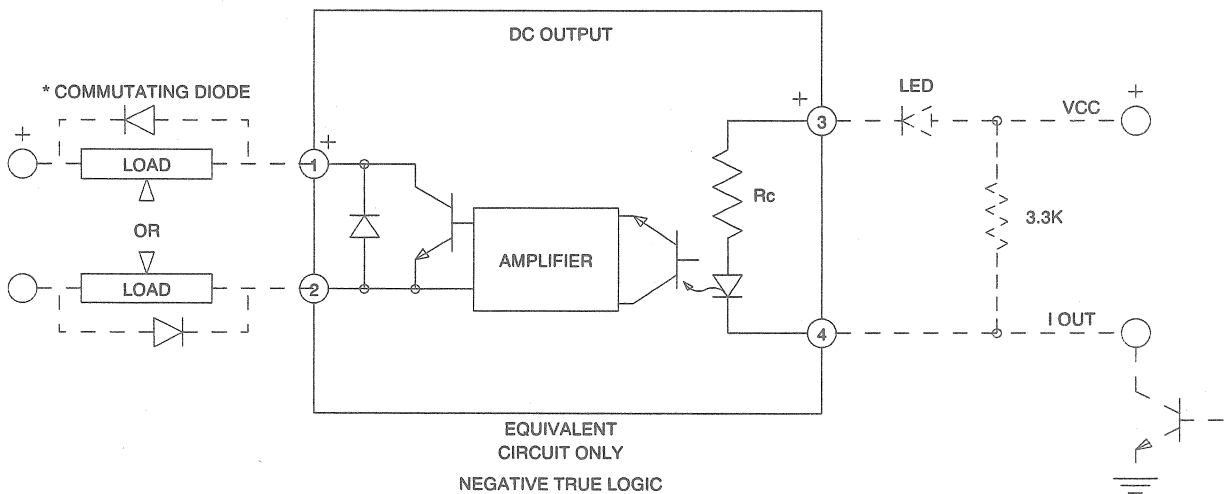 DC OUTPUT
* COMMUTATING DIODE
LED
+
+
VCC
+
3
+
+
1
LOAD
Rc
3.3K
OR
AMPLIFIER
LOAD
2
4
I OUT
EQUIVALENT
CIRCUIT ONLY
NEGATIVE TRUE LOGIC